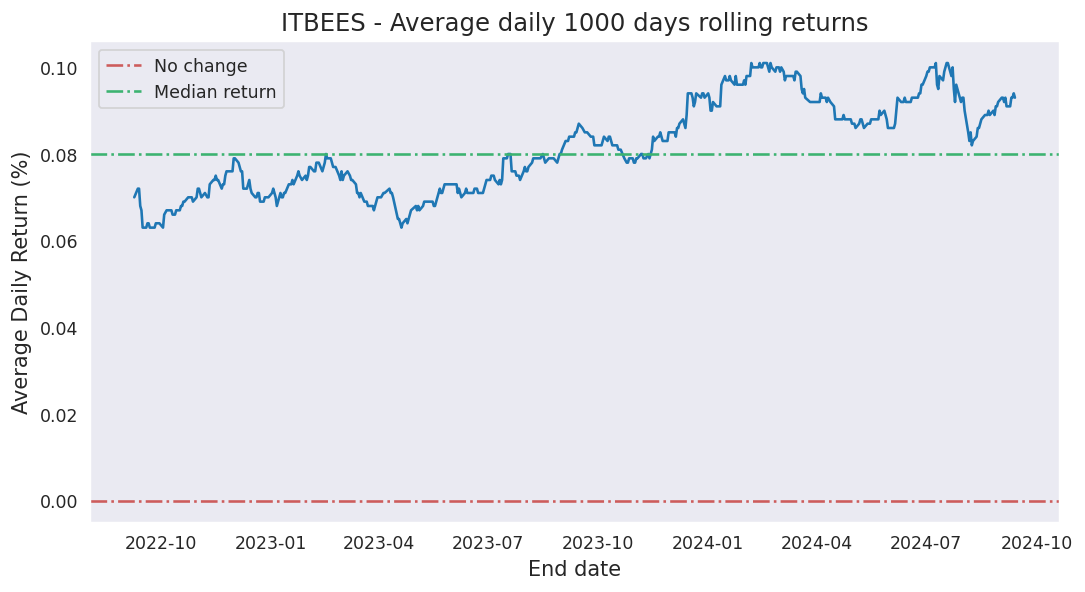 ITBEES - Average daily 1000 days rolling returns
No change
Median return
Average Daily Return (%)
0.10
0.08
0.06
0.04
0.02
0.00
2022-10 2023-01 2023-04 2023-07 2023-10 2024-01 2024-04 2024-07 2024-10
End date